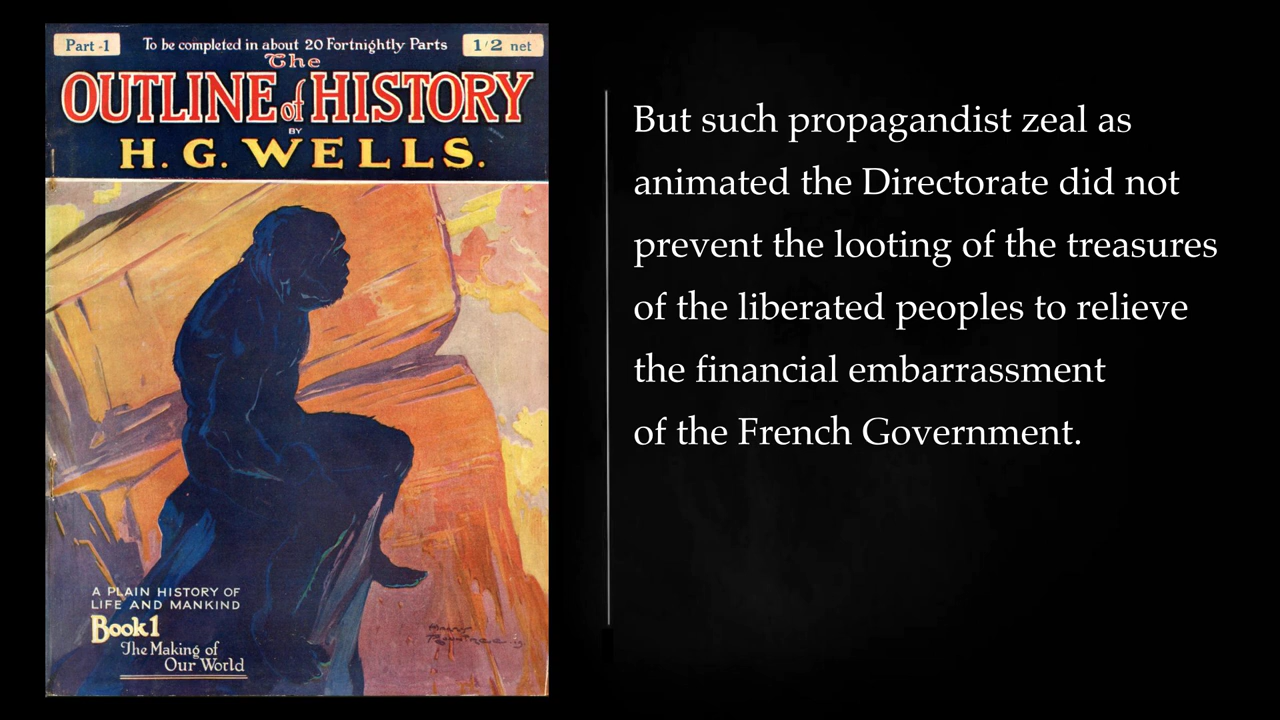 Part -1
To be completed in about 20 Fortnightly Parts
1/2 net
The
OUTLINE of HISTORY
BY
H. G. WELLS.
A PLAIN HISTORY OF
LIFE AND MANKIND
Book 1
The Making of
Our World
But such propagandist zeal as
animated the Directorate did not
prevent the looting of the treasures
of the liberated peoples to relieve
the financial embarrassment
of the French Government.